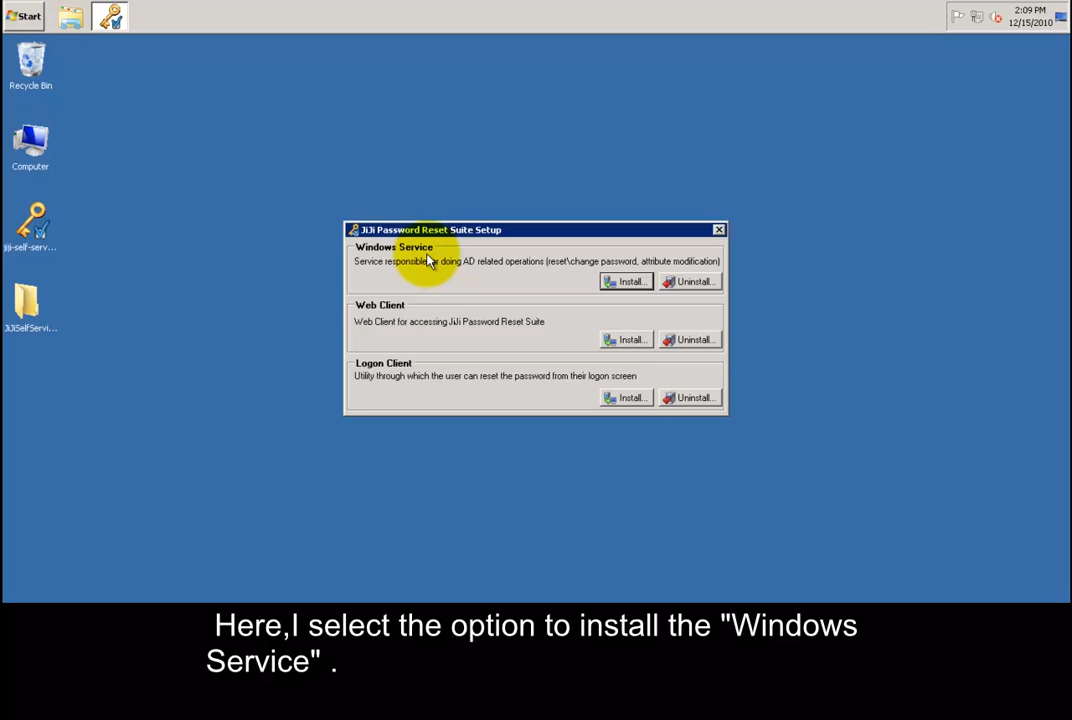 Start
2:09 PM
12/15/2010
Recycle Bin
Computer
jiji-self-serv...
JiJiSelfServi...
JiJi Password Reset Suite Setup
Windows Service
Service responsible for doing AD related operations (reset\change password, attribute modification)
Install... Uninstall...
Web Client
Web Client for accessing JiJi Password Reset Suite
Install... Uninstall...
Logon Client
Utility through which the user can reset the password from their logon screen
Install... Uninstall...
Here,I select the option to install the "Windows
Service" .